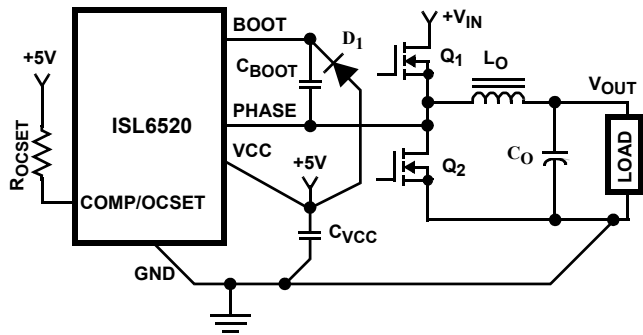 +V_IN
BOOT
D1
Q1
LO
+5V
CBOOT
VOUT
ISL6520
PHASE
ROCSET
VCC
+5V
Q2
CO
LOAD
COMP/OCSET
CVCC
GND